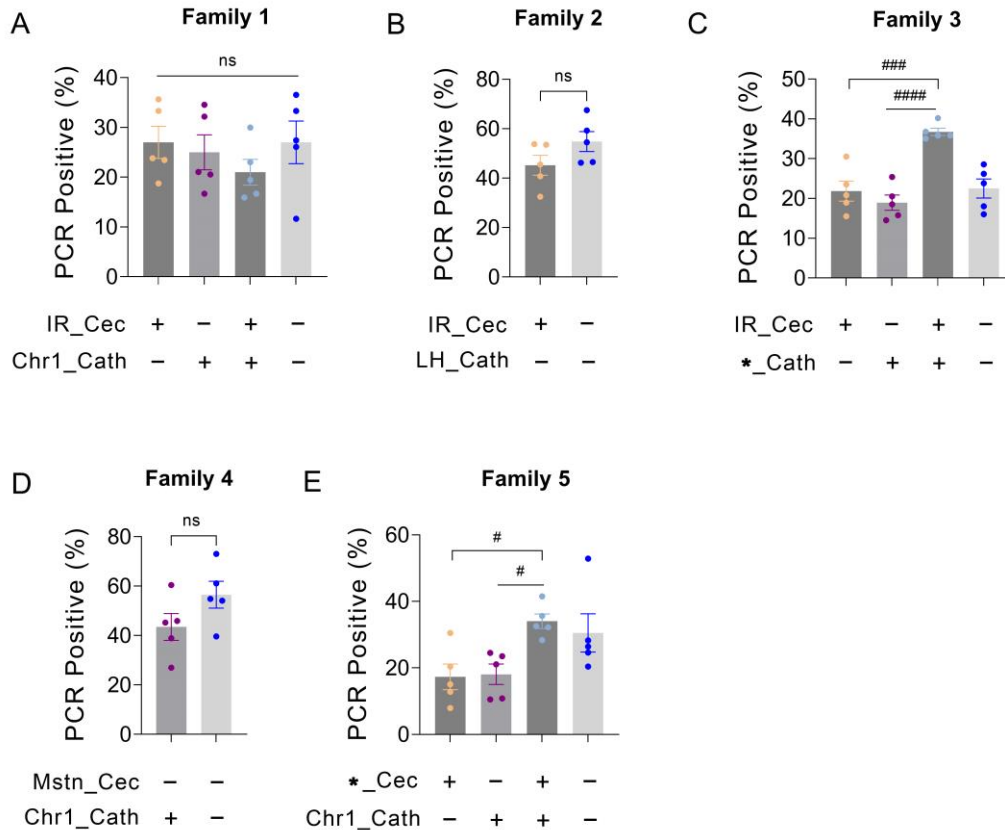 A
Family 1
ns
PCR Positive (%)
40
30
20
10
0
IR_Cec + − + −
Chr1_Cath − + + −
B
Family 2
ns
PCR Positive (%)
80
60
40
20
0
IR_Cec + −
LH_Cath − −
C
Family 3
###
####
PCR Positive (%)
50
40
30
20
10
0
IR_Cec + − + −
*_Cath − + + −
D
Family 4
ns
PCR Positive (%)
80
60
40
20
0
Mstn_Cec − −
Chr1_Cath + −
E
Family 5
#
#
PCR Positive (%)
60
40
20
0
*_Cec + − + −
Chr1_Cath − + + −